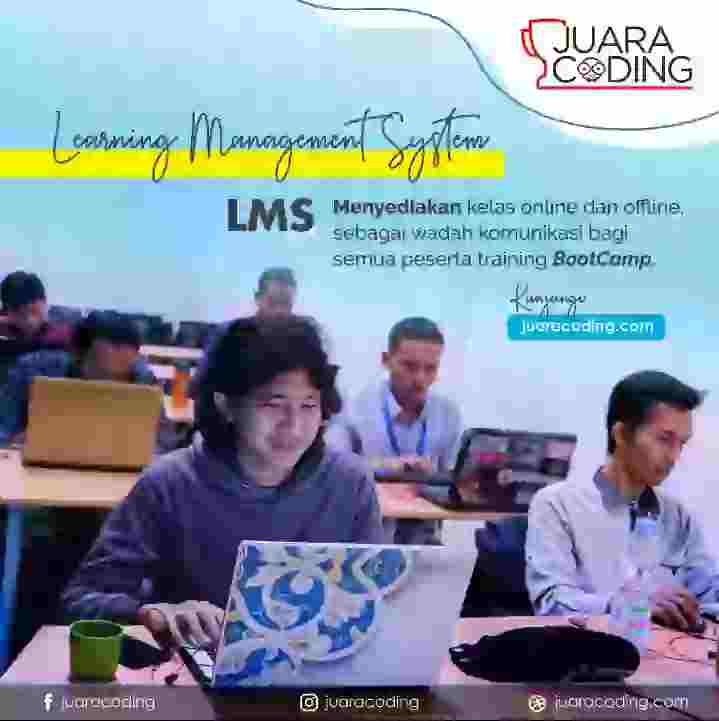 JUARA
CODING
Learning Management System
LMS
Menyediakan kelas online dan offline,
sebagai wadah komunikasi bagi
semua peserta training BootCamp.
Kunjungi
juaracoding.com
juaracoding
juaracoding
juaracoding.com